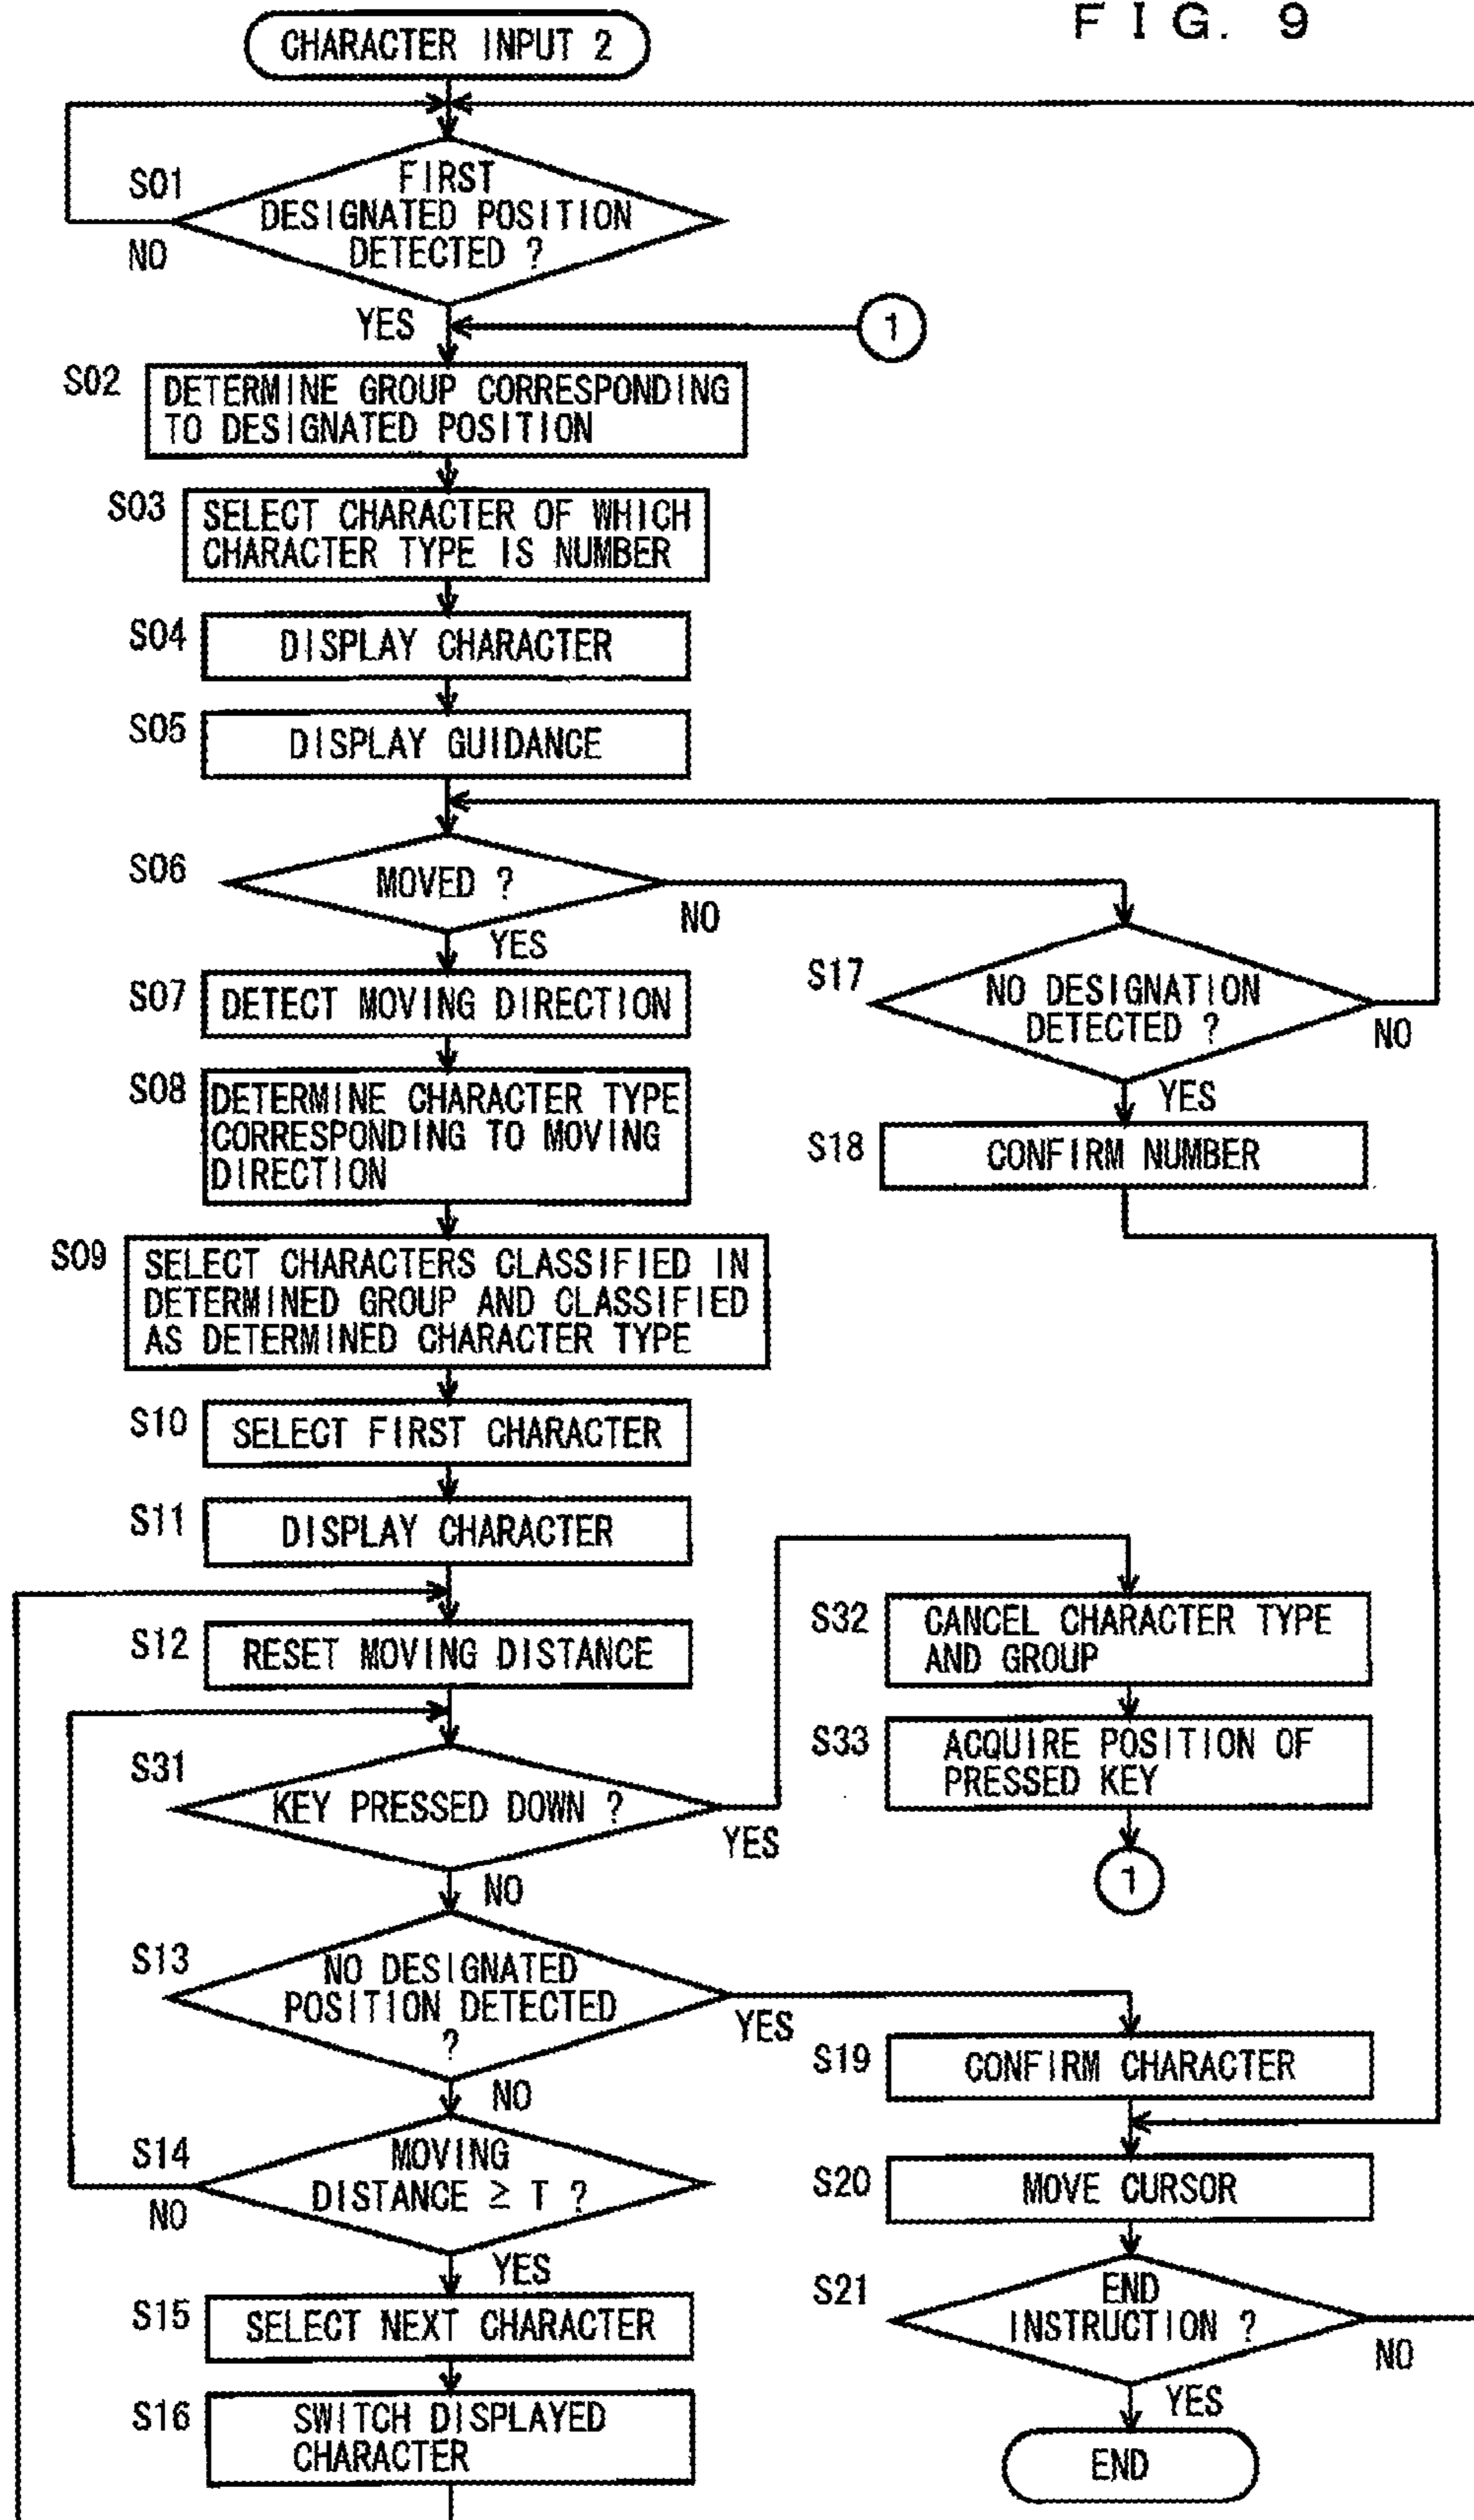 FIG. 9
CHARACTER INPUT 2
S01
FIRST
DESIGNATED POSITION
DETECTED ?
NO
YES
1
S02
DETERMINE GROUP CORRESPONDING
TO DESIGNATED POSITION
S03
SELECT CHARACTER OF WHICH
CHARACTER TYPE IS NUMBER
S04
DISPLAY CHARACTER
S05
DISPLAY GUIDANCE
S06
MOVED ?
NO
YES
S07
DETECT MOVING DIRECTION
S17
NO DESIGNATION
DETECTED ?
NO
YES
S08
DETERMINE CHARACTER TYPE
CORRESPONDING TO MOVING
DIRECTION
S18
CONFIRM NUMBER
S09
SELECT CHARACTERS CLASSIFIED IN
DETERMINED GROUP AND CLASSIFIED
AS DETERMINED CHARACTER TYPE
S10
SELECT FIRST CHARACTER
S11
DISPLAY CHARACTER
S12
RESET MOVING DISTANCE
S32
CANCEL CHARACTER TYPE
AND GROUP
S33
ACQUIRE POSITION OF
PRESSED KEY
1
S31
KEY PRESSED DOWN ?
YES
NO
S13
NO DESIGNATED
POSITION DETECTED
?
YES
NO
S19
CONFIRM CHARACTER
S14
MOVING
DISTANCE ≥ T ?
NO
YES
S20
MOVE CURSOR
S15
SELECT NEXT CHARACTER
S21
END
INSTRUCTION ?
NO
YES
S16
SWITCH DISPLAYED
CHARACTER
END